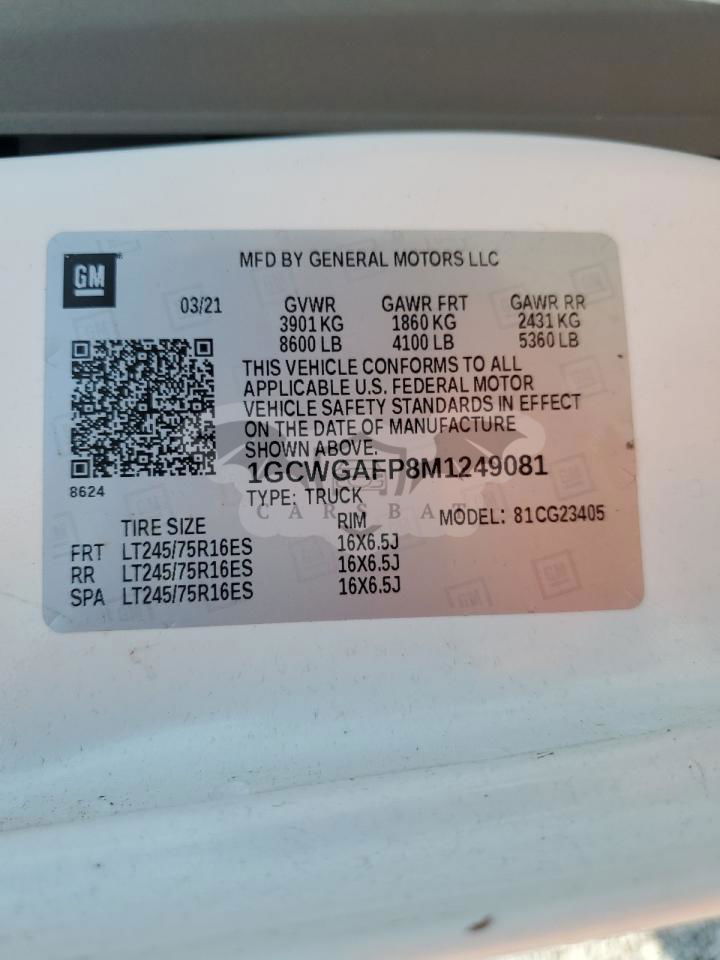 GM
MFD BY GENERAL MOTORS LLC
03/21 GVWR GAWR FRT GAWR RR
3901 KG 1860 KG 2431 KG
8600 LB 4100 LB 5360 LB
THIS VEHICLE CONFORMS TO ALL
APPLICABLE U.S. FEDERAL MOTOR
VEHICLE SAFETY STANDARDS IN EFFECT
ON THE DATE OF MANUFACTURE
SHOWN ABOVE.
1GCWGAFP8M1249081
8624
TYPE: TRUCK
CARSBAT
TIRE SIZE RIM MODEL: 81CG23405
FRT LT245/75R16ES 16X6.5J
RR LT245/75R16ES 16X6.5J
SPA LT245/75R16ES 16X6.5J